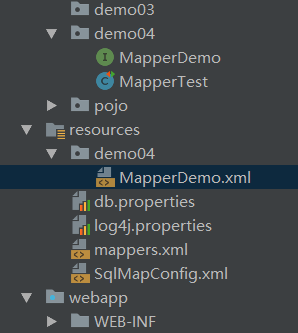 demo03
demo04
MapperDemo
MapperTest
pojo
resources
demo04
MapperDemo.xml
db.properties
log4j.properties
mappers.xml
SqlMapConfig.xml
webapp
WEB-INF